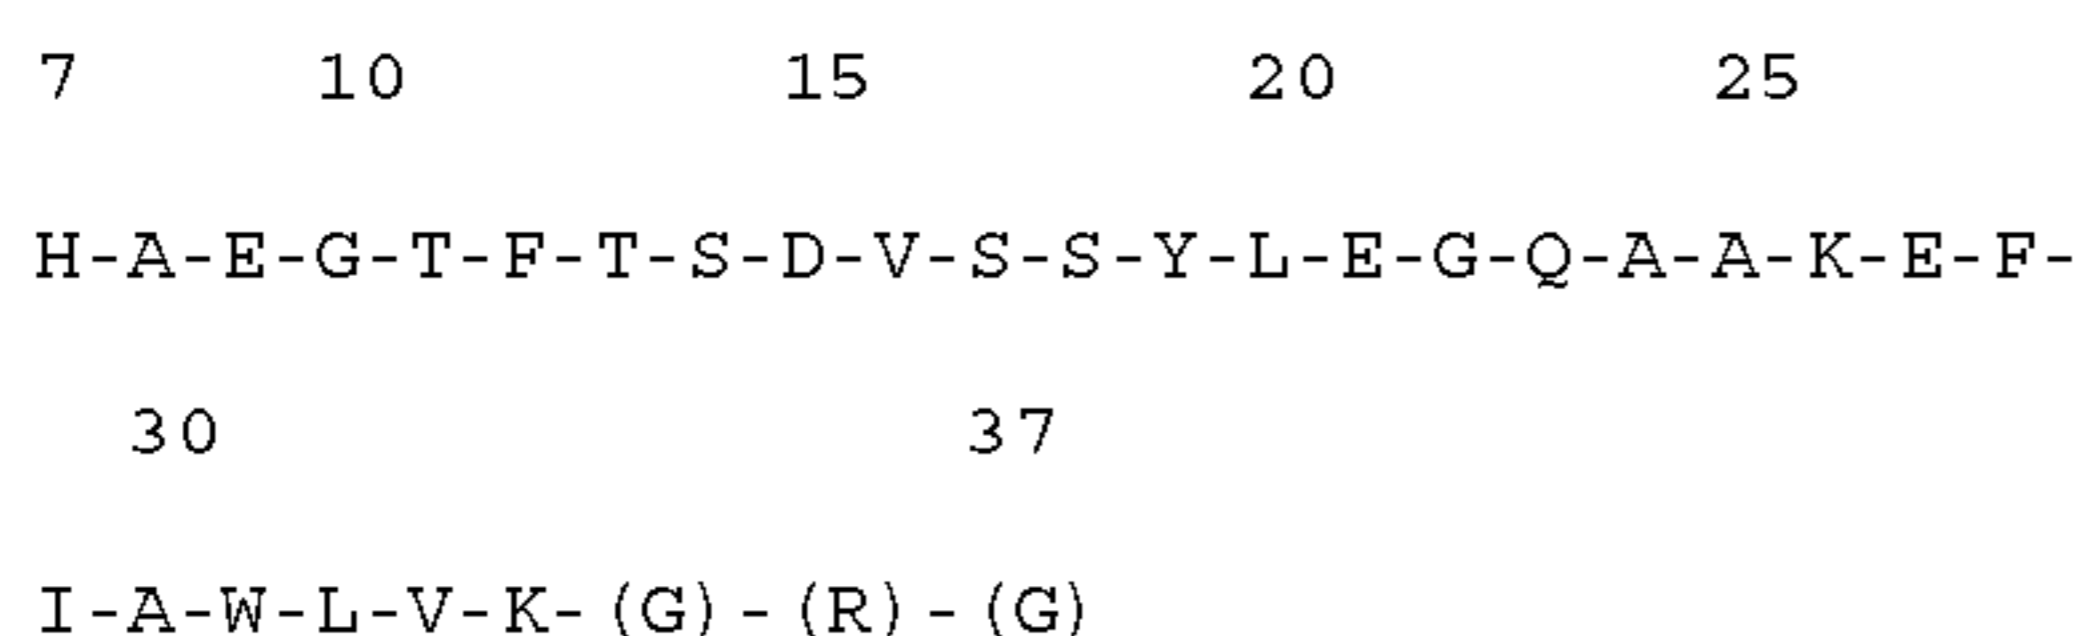 7 10 15 20 25
H-A-E-G-T-F-T-S-D-V-S-S-Y-L-E-G-Q-A-A-K-E-F-
30 37
I-A-W-L-V-K-(G)-(R)-(G)